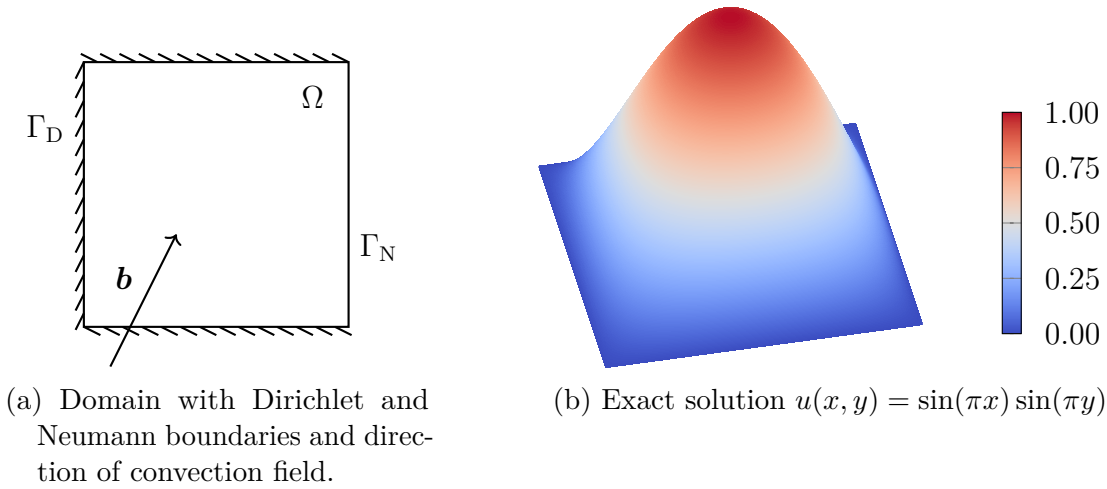 Ω
Γ_D
Γ_N
b
1.00
0.75
0.50
0.25
0.00
(a) Domain with Dirichlet and
Neumann boundaries and direc-
tion of convection field.
(b) Exact solution u(x, y) = sin(πx) sin(πy)